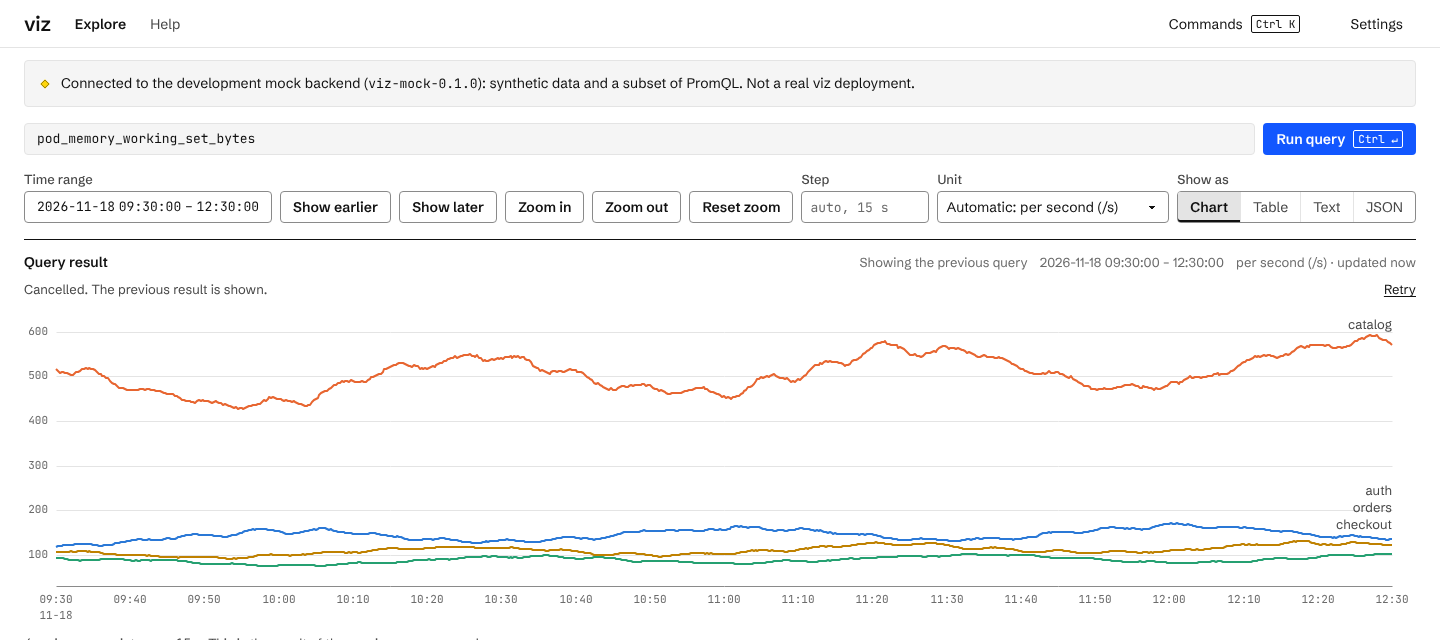 viz Explore Help Commands Ctrl K Settings
Connected to the development mock backend (viz-mock-0.1.0): synthetic data and a subset of PromQL. Not a real viz deployment.
pod_memory_working_set_bytes Run query Ctrl ↵
Time range Step Unit Show as
2026-11-18 09:30:00 – 12:30:00 Show earlier Show later Zoom in Zoom out Reset zoom auto, 15 s Automatic: per second (/s) Chart Table Text JSON
Query result Showing the previous query 2026-11-18 09:30:00 – 12:30:00 per second (/s) · updated now
Cancelled. The previous result is shown. Retry
catalog
600
500
400
300
auth
200
orders
checkout
100
09:30 09:40 09:50 10:00 10:10 10:20 10:30 10:40 10:50 11:00 11:10 11:20 11:30 11:40 11:50 12:00 12:10 12:20 12:30
11-18